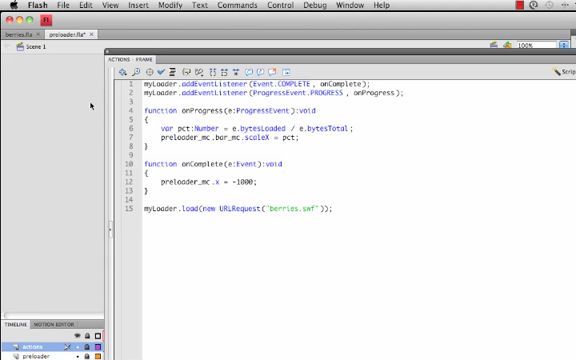 Flash File Edit View Insert Modify Text Commands Control Debug Window Help
berries.fla preloader.fla*
Scene 1
100%
ACTIONS - FRAME
Scrip
1 myLoader.addEventListener(Event.COMPLETE, onComplete);
2 myLoader.addEventListener(ProgressEvent.PROGRESS, onProgress);
3
4 function onProgress(e:ProgressEvent):void
5 {
6 var pct:Number = e.bytesLoaded / e.bytesTotal;
7 preloader_mc.bar_mc.scaleX = pct;
8 }
9
10 function onComplete(e:Event):void
11 {
12 preloader_mc.x = -1000;
13 }
14
15 myLoader.load(new URLRequest("berries.swf"));
TIMELINE MOTION EDITOR
actions
preloader